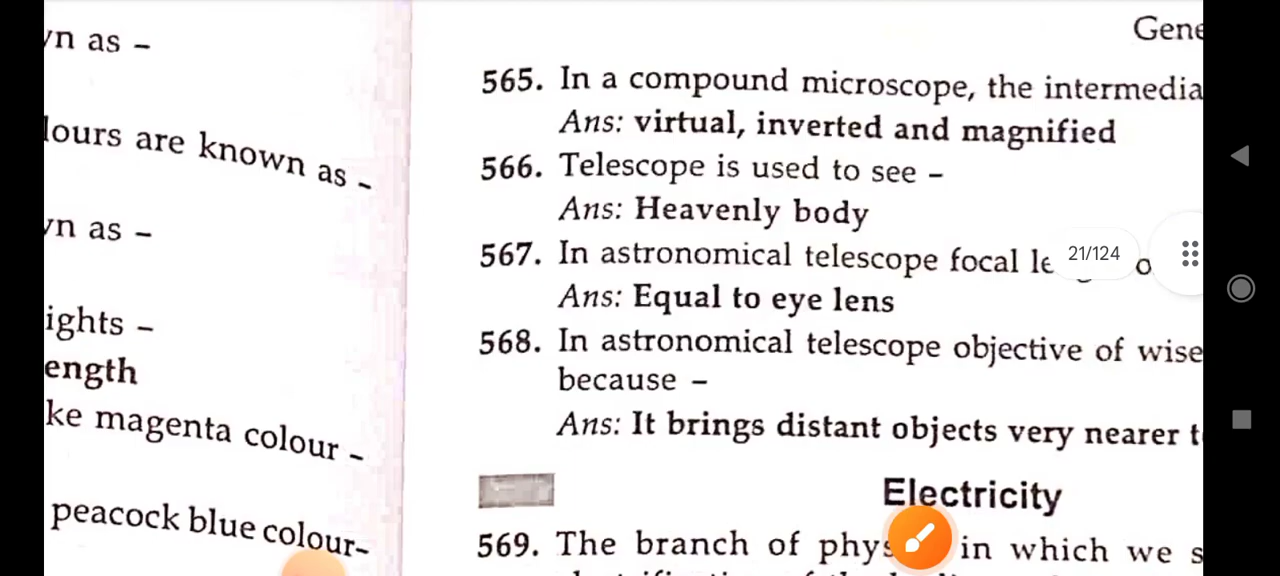 vn as –
lours are known as –
vn as –
ights –
ength
ke magenta colour –
peacock blue colour–
Gene
565. In a compound microscope, the intermedia
Ans: virtual, inverted and magnified
566. Telescope is used to see –
Ans: Heavenly body
567. In astronomical telescope focal le o
21/124
Ans: Equal to eye lens
568. In astronomical telescope objective of wise
because –
Ans: It brings distant objects very nearer t
Electricity
569. The branch of phys in which we s